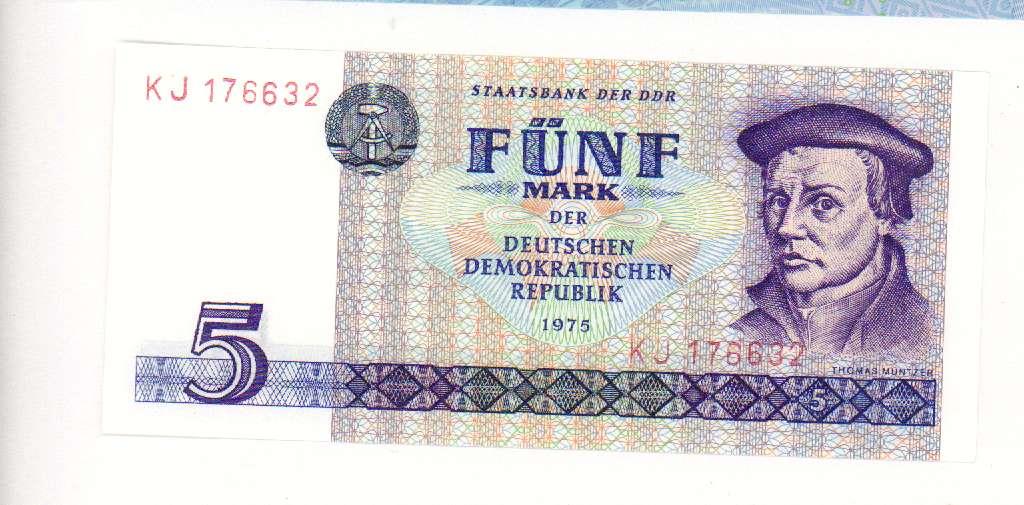 KJ 176632
STAATSBANK DER DDR
FÜNF
MARK
DER
DEUTSCHEN
DEMOKRATISCHEN
REPUBLIK
1975
KJ 176632
THOMAS MÜNTZER
5
5